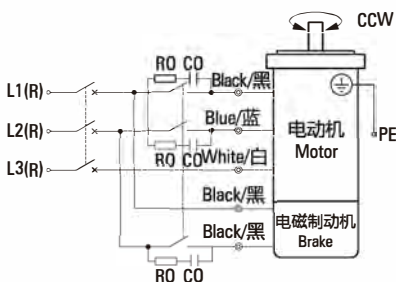 CCW
RO CO
L1(R)
Black/黑
L2(R)
Blue/蓝
电动机
Motor
PE
RO CO
L3(R)
White/白
Black/黑
Black/黑
电磁制动机
Brake
RO CO